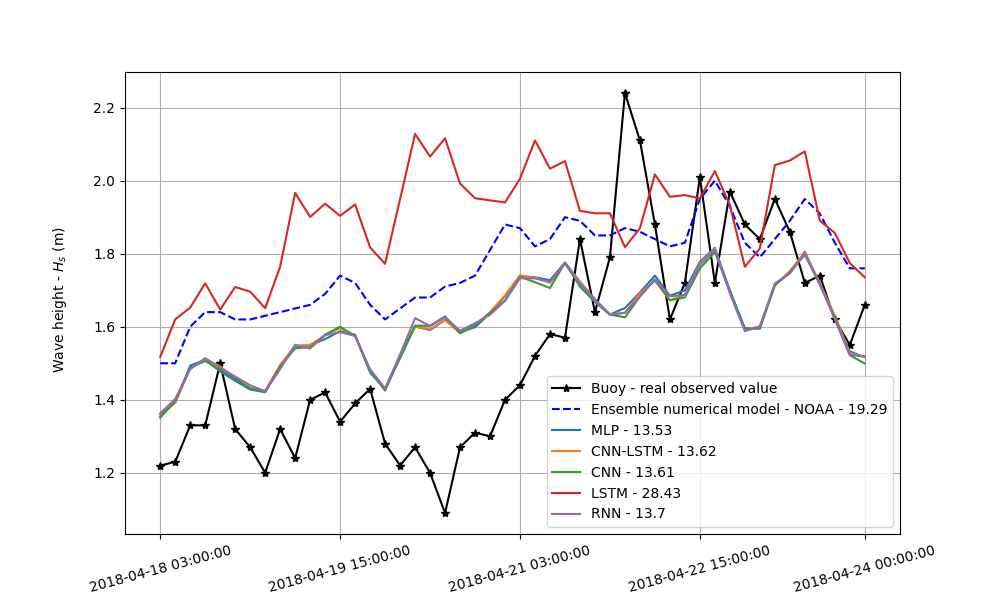 2.2
2.0
1.8
1.6
1.4
1.2
Wave height - Hs (m)
Buoy - real observed value
Ensemble numerical model - NOAA - 19.29
MLP - 13.53
CNN-LSTM - 13.62
CNN - 13.61
LSTM - 28.43
RNN - 13.7
2018-04-18 03:00:00
2018-04-19 15:00:00
2018-04-21 03:00:00
2018-04-22 15:00:00
2018-04-24 00:00:00